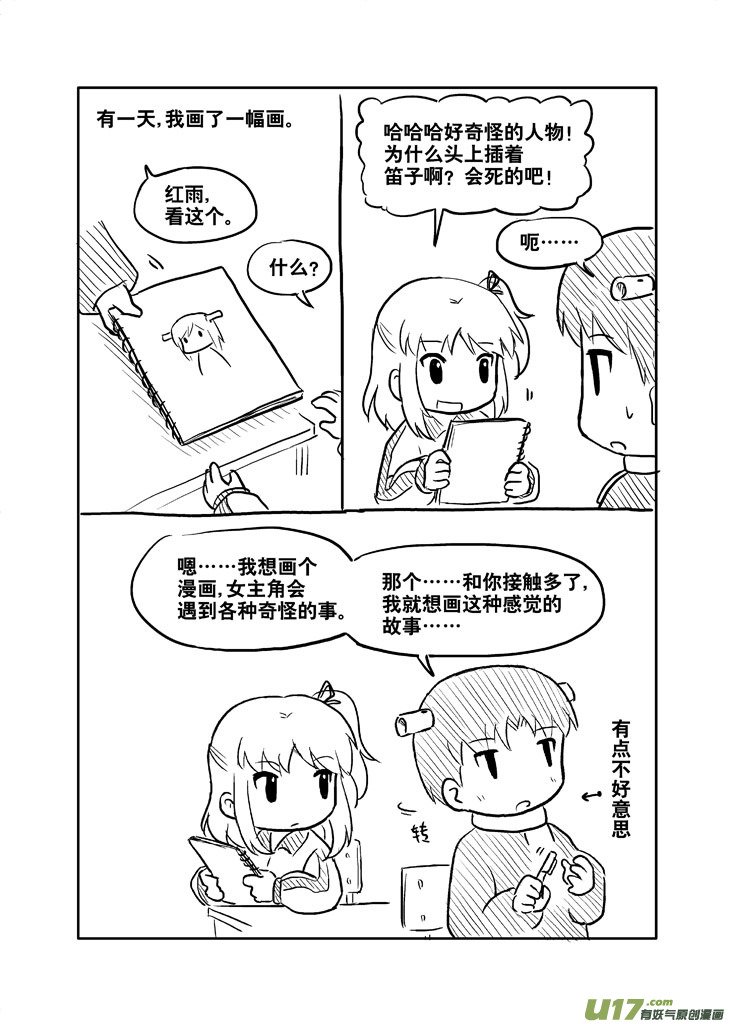 有一天,我画了一幅画。
红雨,
看这个。
什么?
哈哈哈好奇怪的人物!
为什么头上插着
笛子啊? 会死的吧!
呃……
嗯……我想画个
漫画,女主角会
遇到各种奇怪的事。
那个……和你接触多了,
我就想画这种感觉的
故事……
有点不好意思
转
U17.com
有妖气原创漫画